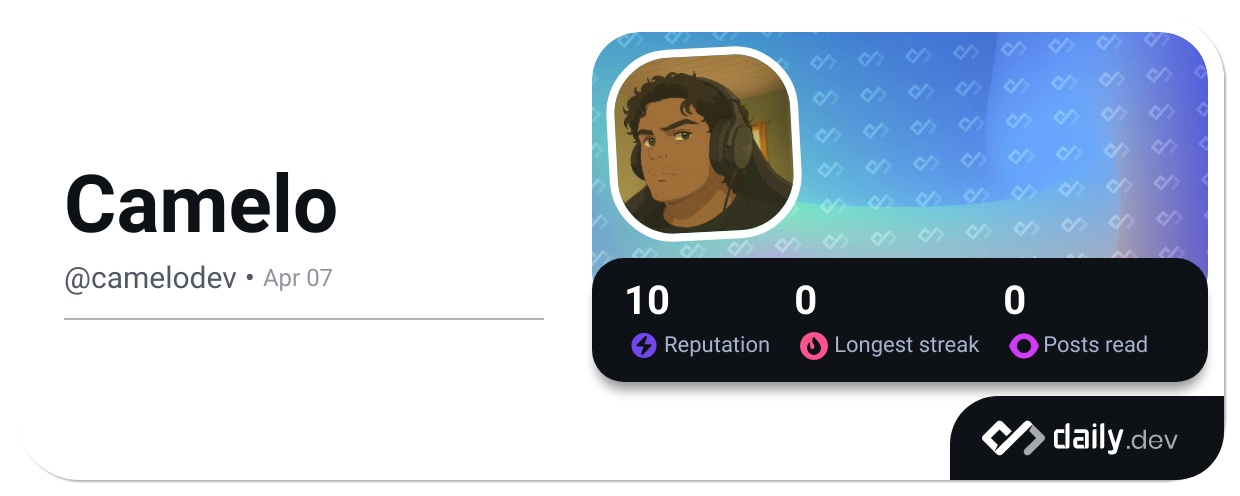 Camelo
@camelodev • Apr 07
10
Reputation
0
Longest streak
0
Posts read
daily.dev